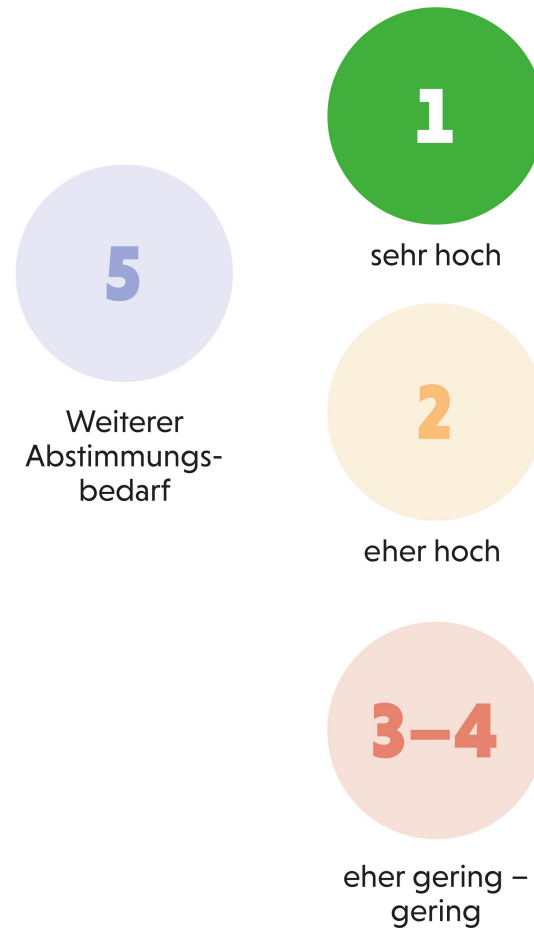 1
sehr hoch
5
Weiterer
Abstimmungs-
bedarf
2
eher hoch
3–4
eher gering –
gering